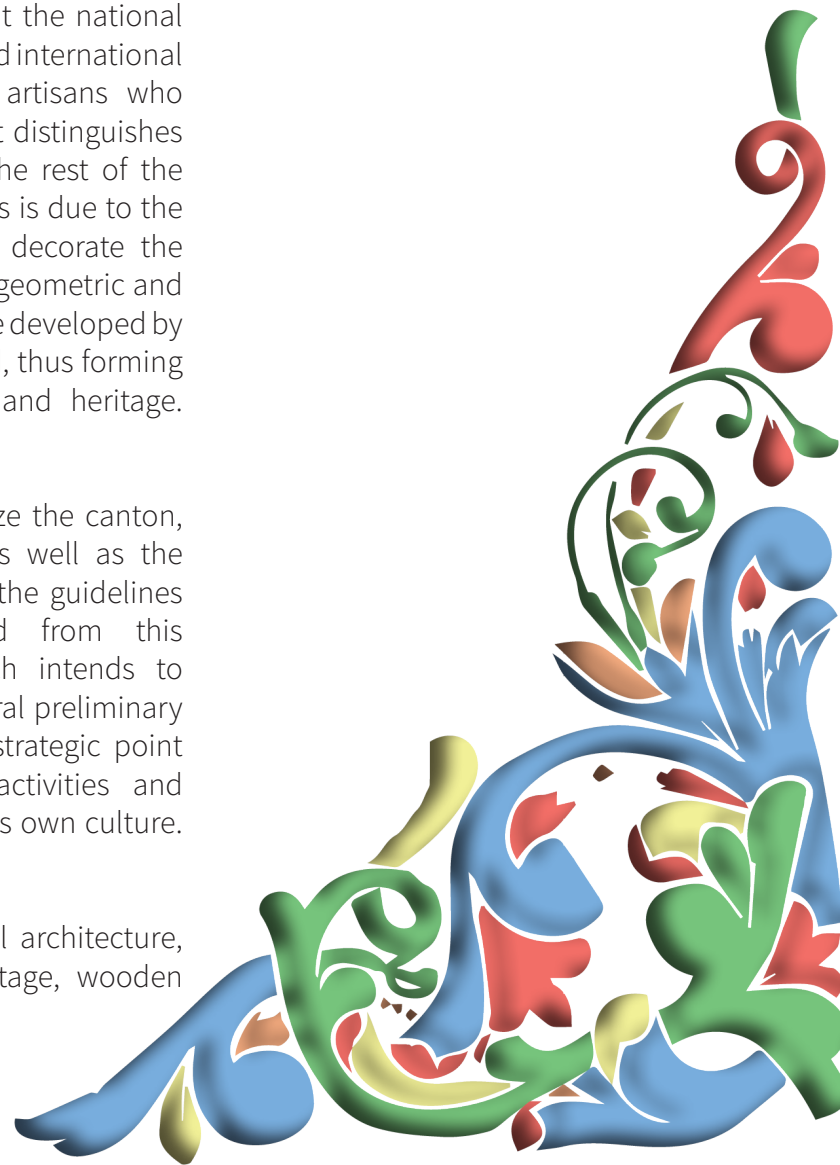 t the national
d international
artisans who
t distinguishes
he rest of the
s is due to the
decorate the
geometric and
e developed by
, thus forming
and heritage.
ze the canton,
s well as the
the guidelines
d from this
h intends to
ral preliminary
strategic point
activities and
s own culture.
l architecture,
tage, wooden